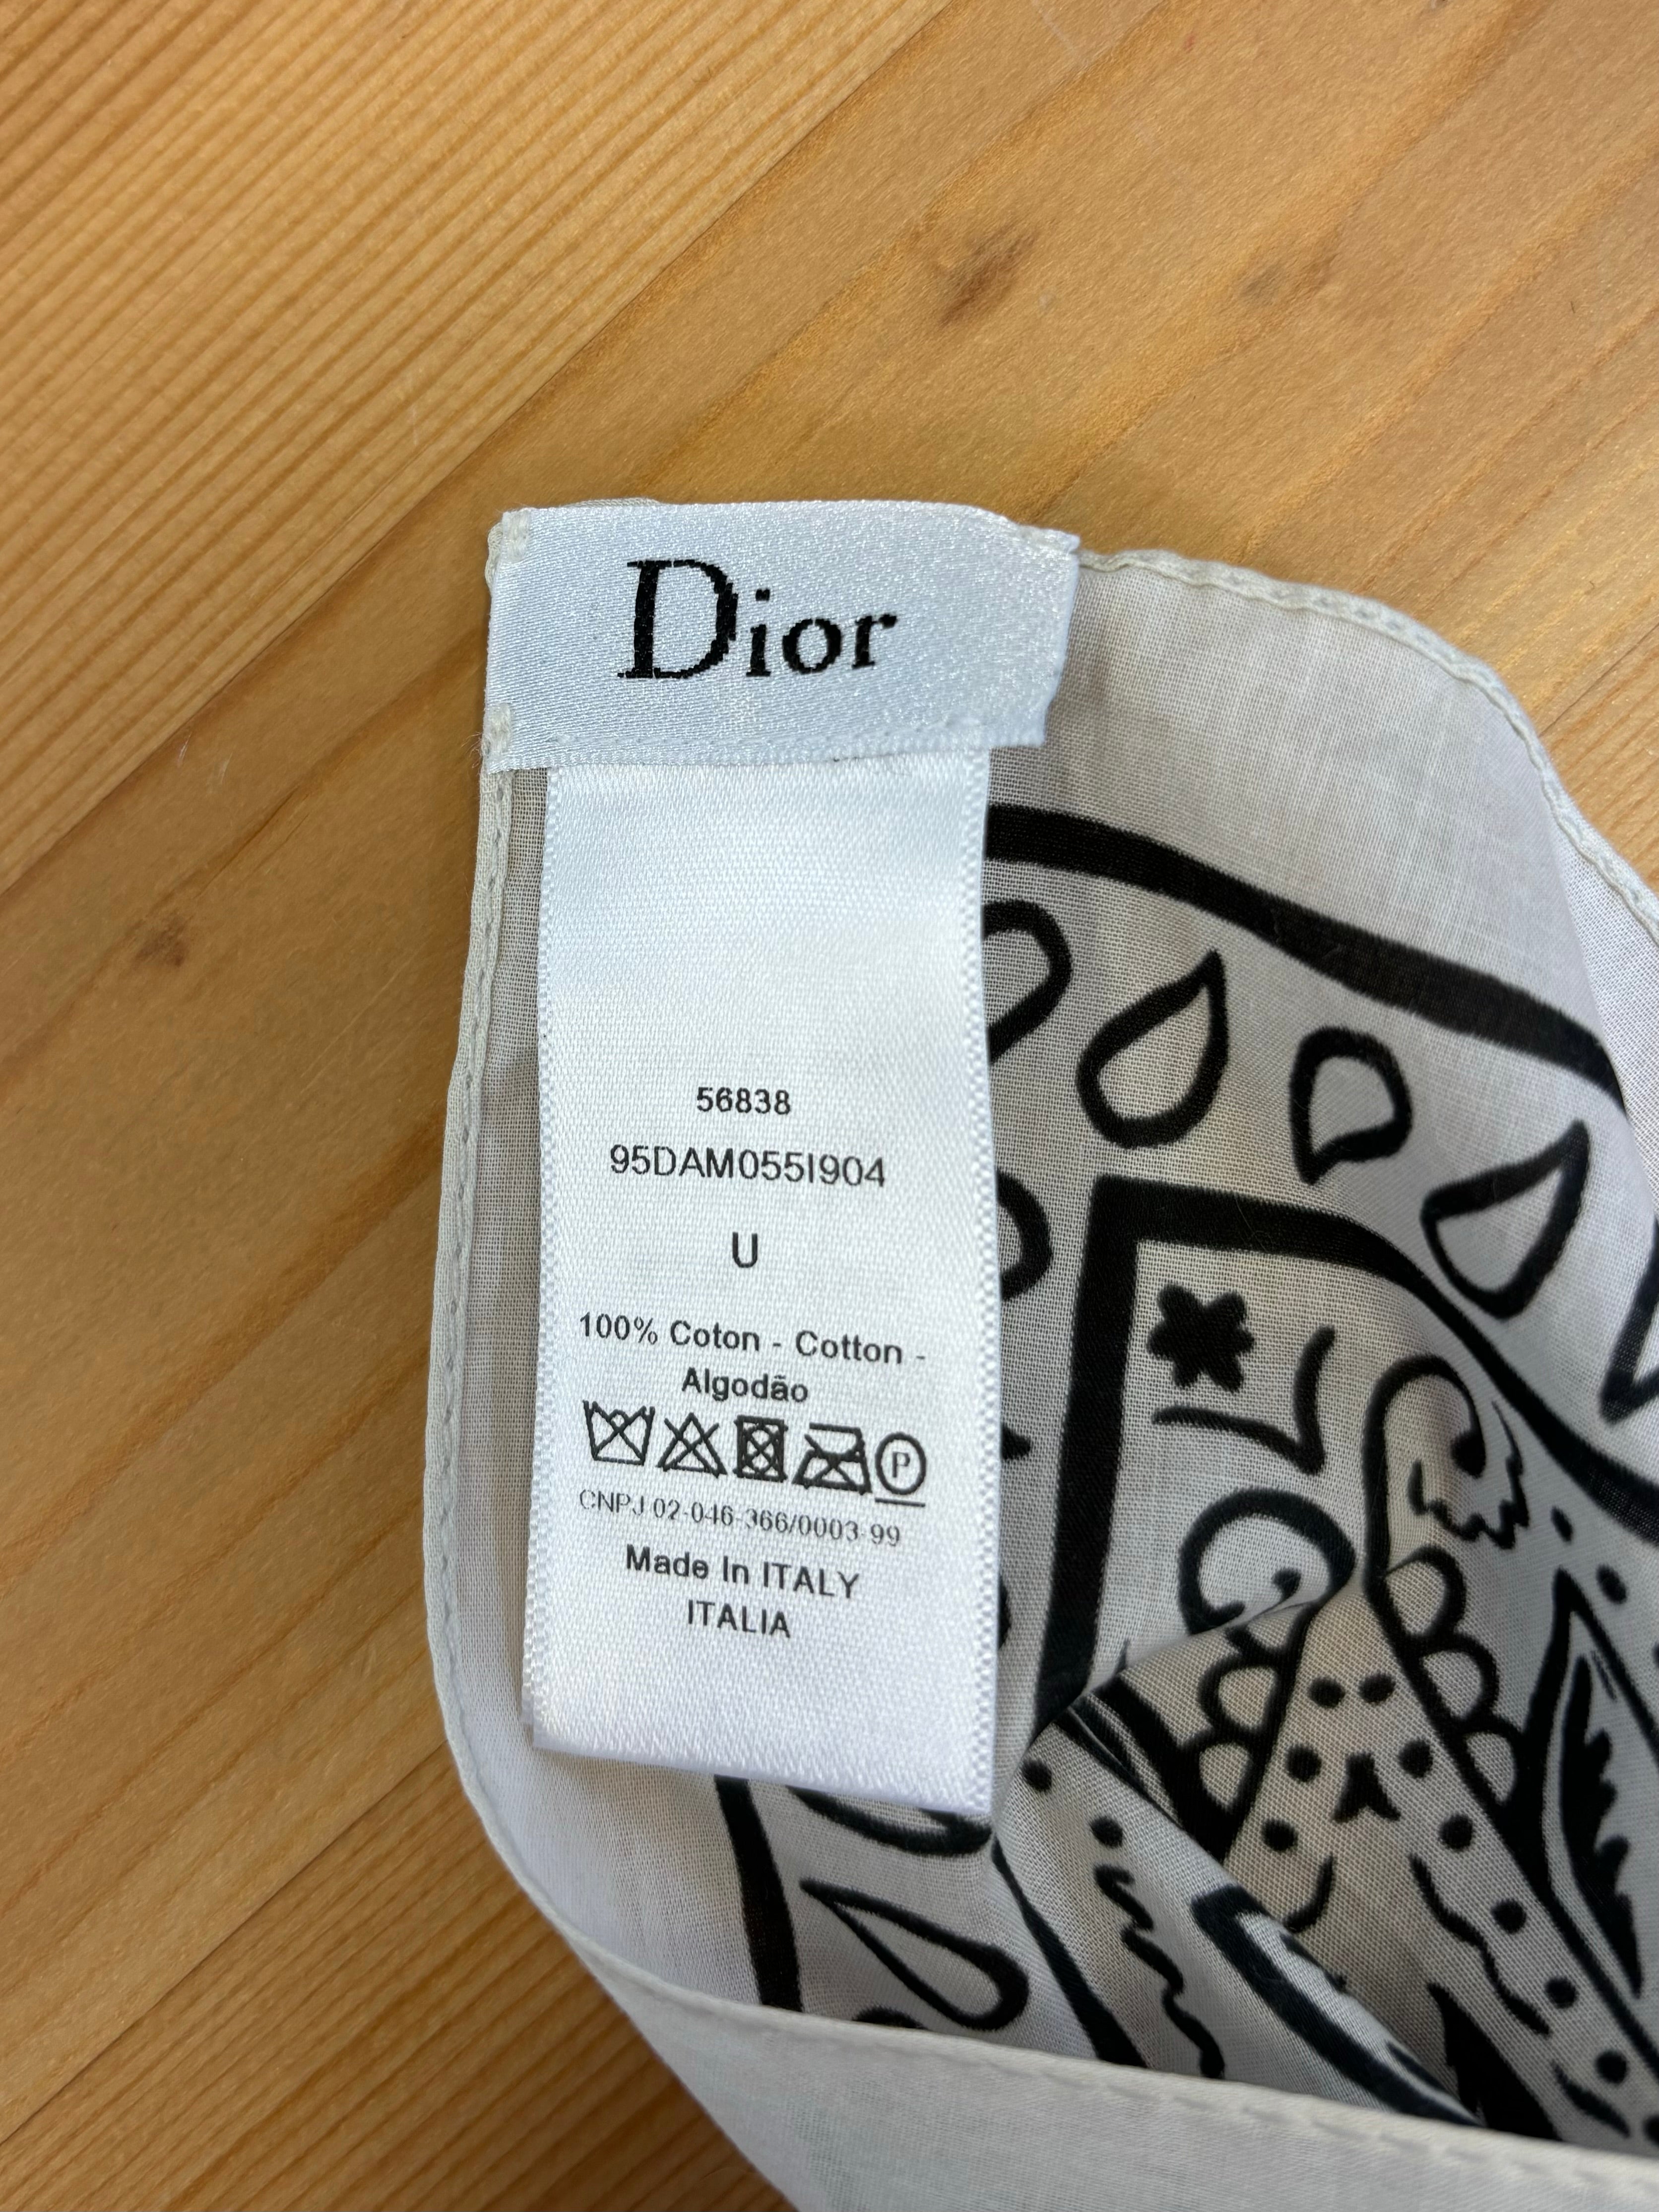 Dior
56838
95DAM055I904
U
100% Coton - Cotton -
Algodão
P
CNPJ 02-046-366/0003-99
Made In ITALY
ITALIA